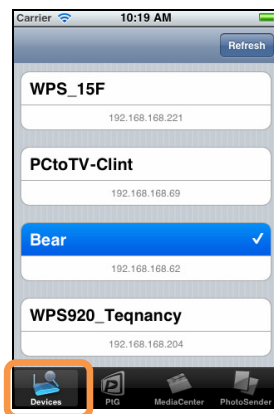 Carrier 10:19 AM
Refresh
WPS_15F
192.168.168.221
PCtoTV-Clint
192.168.168.69
Bear
192.168.168.62
WPS920_Teqnancy
192.168.168.204
Devices PtG MediaCenter PhotoSender